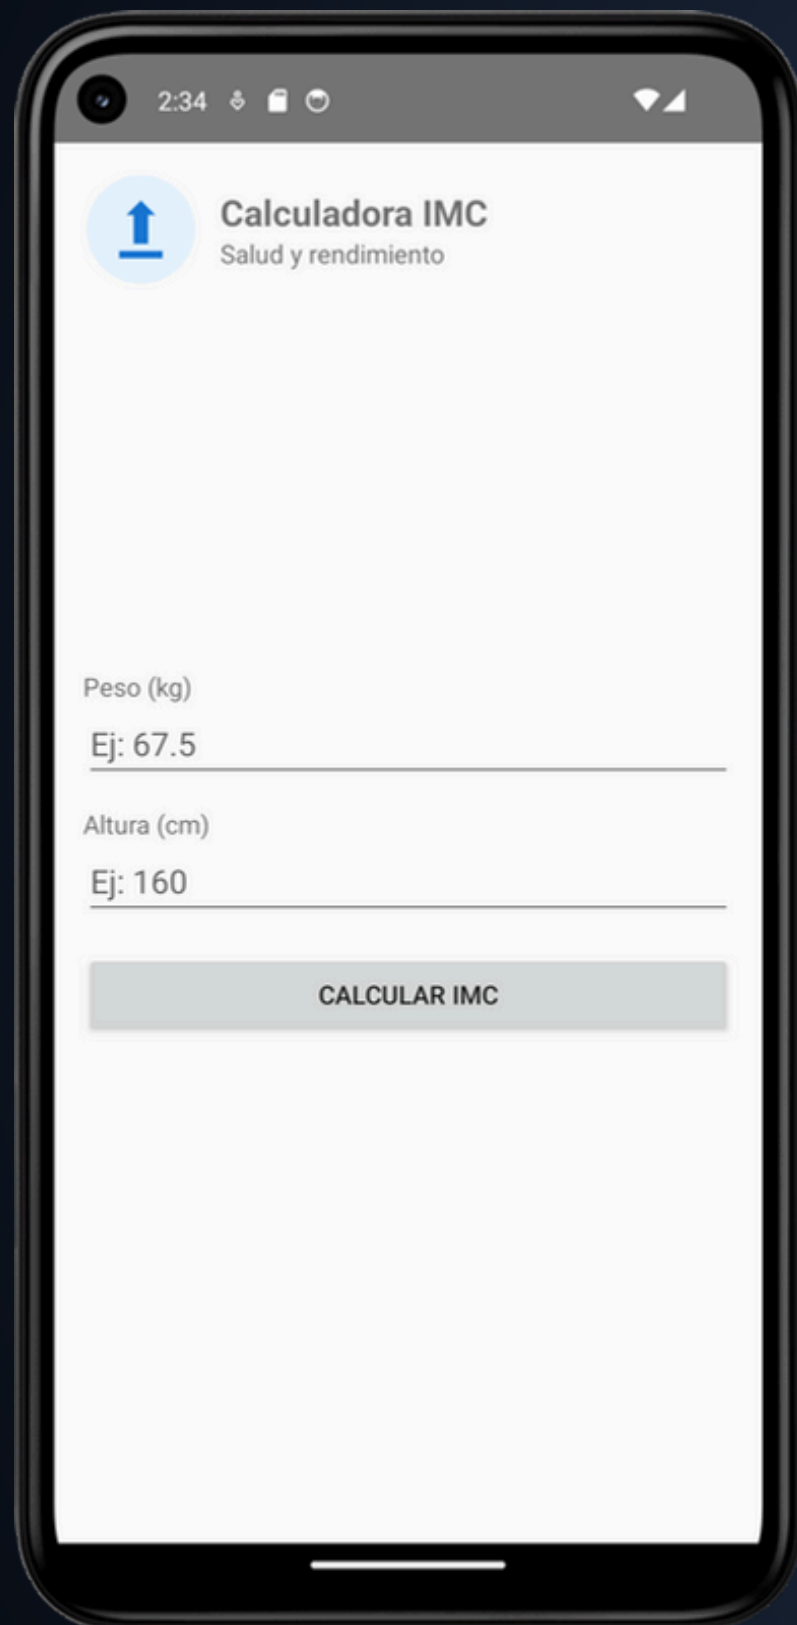 2:34
Calculadora IMC
Salud y rendimiento
Peso (kg)
Ej: 67.5
Altura (cm)
Ej: 160
CALCULAR IMC